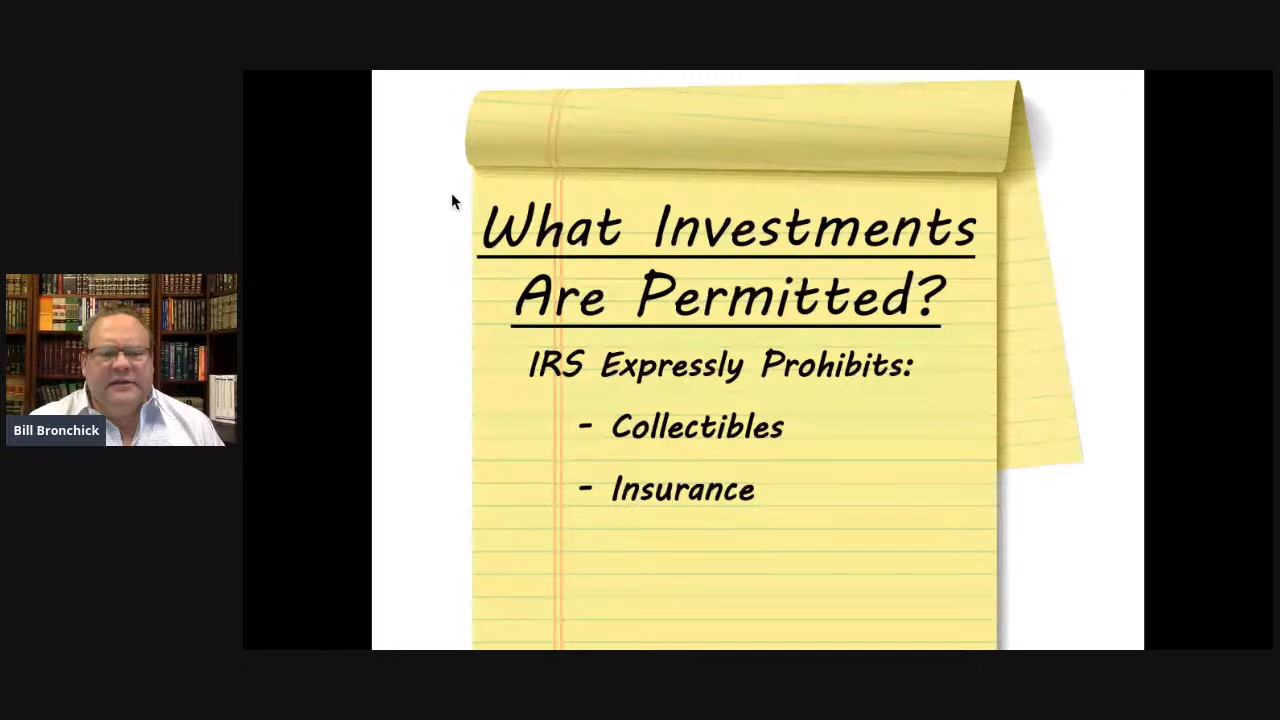 What Investments
Are Permitted?
IRS Expressly Prohibits:
- Collectibles
- Insurance
Bill Bronchick